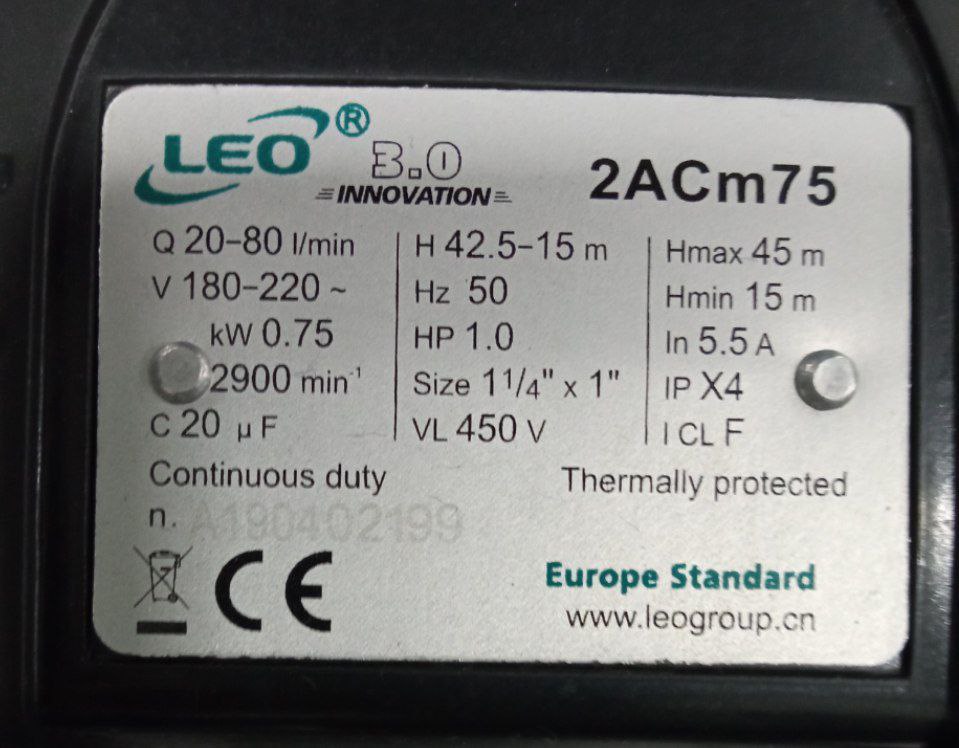 LEO® 3.0 2ACm75
INNOVATION
Q 20-80 l/min H 42.5-15 m Hmax 45 m
V 180-220 ~ Hz 50 Hmin 15 m
kW 0.75 HP 1.0 In 5.5 A
2900 min⁻¹ Size 1 1/4" x 1" IP X4
C 20 μF VL 450 V I CL F
Continuous duty Thermally protected
n. A190402199
CE Europe Standard
www.leogroup.cn